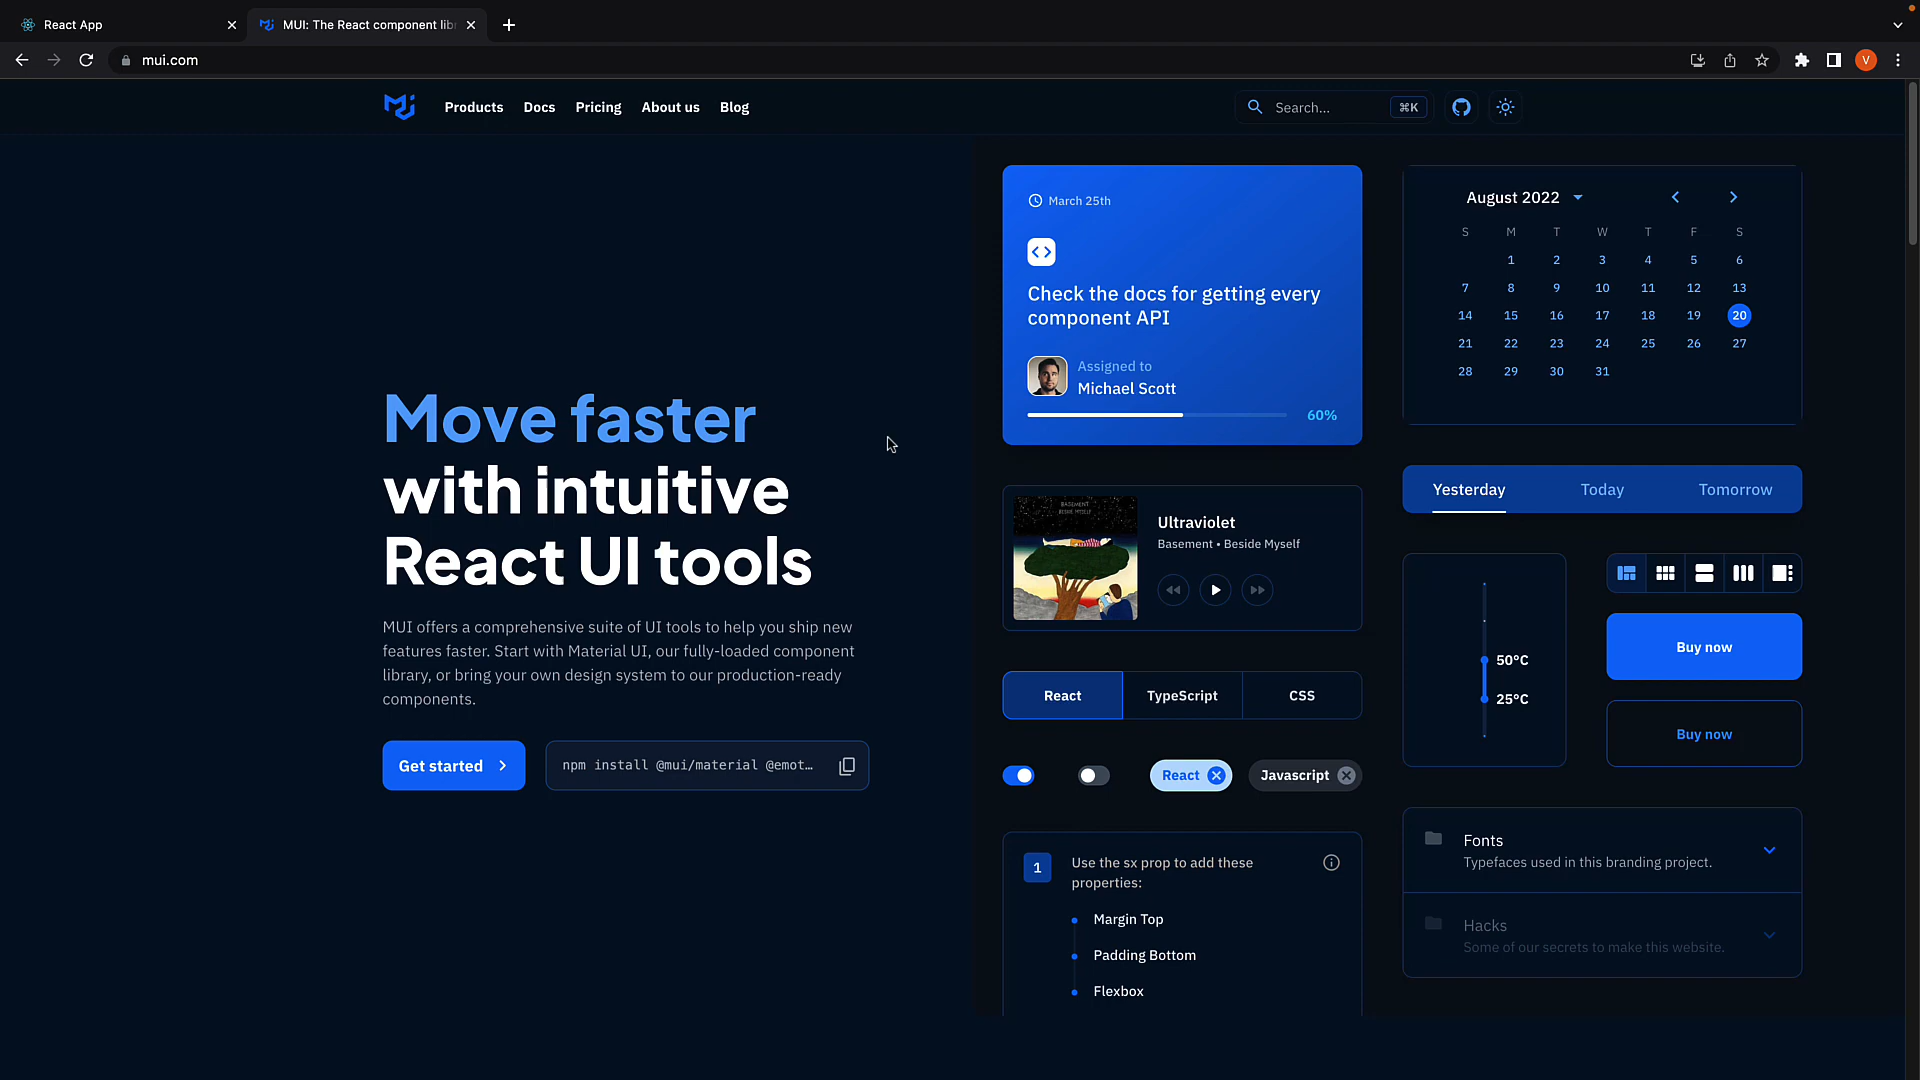 React App
MUI: The React component lib
mui.com
V
Products
Docs
Pricing
About us
Blog
Search...
⌘K
Move faster
with intuitive
React UI tools
MUI offers a comprehensive suite of UI tools to help you ship new
features faster. Start with Material UI, our fully-loaded component
library, or bring your own design system to our production-ready
components.
Get started
npm install @mui/material @emot...
March 25th
Check the docs for getting every
component API
Assigned to
Michael Scott
60%
BASEMENT
BESIDE MYSELF
Ultraviolet
Basement • Beside Myself
React
TypeScript
CSS
React
Javascript
1
Use the sx prop to add these
properties:
Margin Top
Padding Bottom
Flexbox
August 2022
S M T W T F S
1 2 3 4 5 6
7 8 9 10 11 12 13
14 15 16 17 18 19 20
21 22 23 24 25 26 27
28 29 30 31
Yesterday
Today
Tomorrow
50°C
25°C
Buy now
Buy now
Fonts
Typefaces used in this branding project.
Hacks
Some of our secrets to make this website.